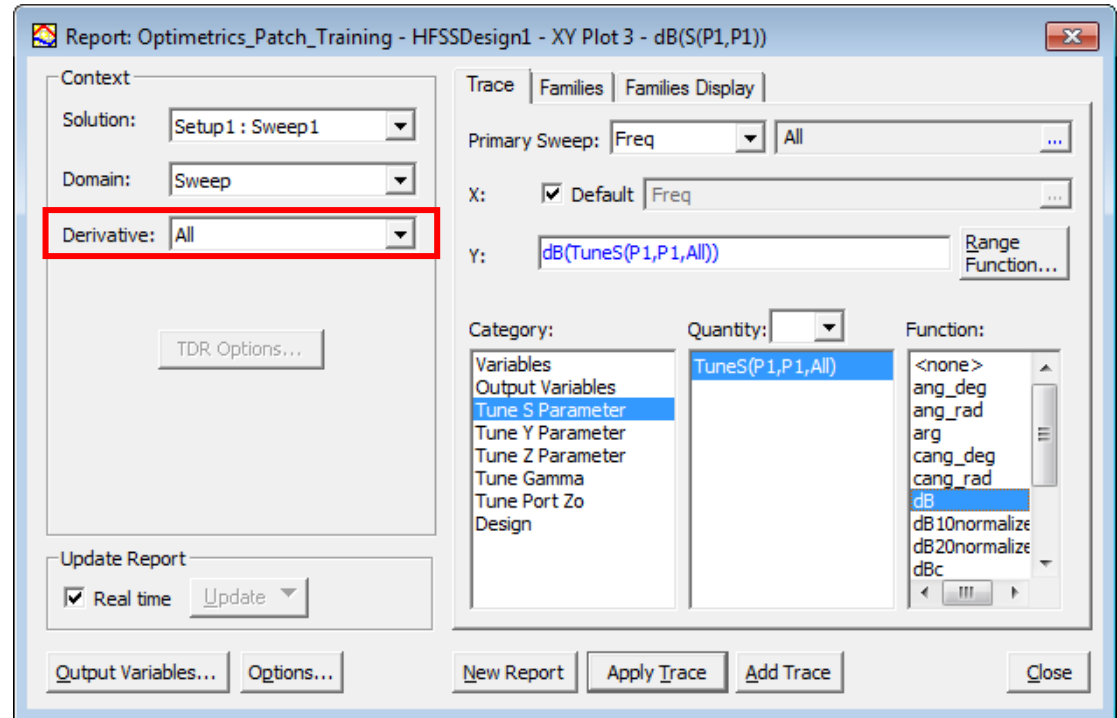 Report: Optimetrics_Patch_Training - HFSSDesign1 - XY Plot 3 - dB(S(P1,P1))
Context
Solution: Setup1 : Sweep1
Domain: Sweep
Derivative: All
TDR Options...
Update Report
Real time Update
Output Variables... Options...
Trace Families Families Display
Primary Sweep: Freq All ...
X: Default Freq ...
Y: dB(TuneS(P1,P1,All)) Range Function...
Category:
Variables
Output Variables
Tune S Parameter
Tune Y Parameter
Tune Z Parameter
Tune Gamma
Tune Port Zo
Design
Quantity:
TuneS(P1,P1,All)
Function:
<none>
ang_deg
ang_rad
arg
cang_deg
cang_rad
dB
dB10normalize
dB20normalize
dBc
New Report Apply Trace Add Trace Close